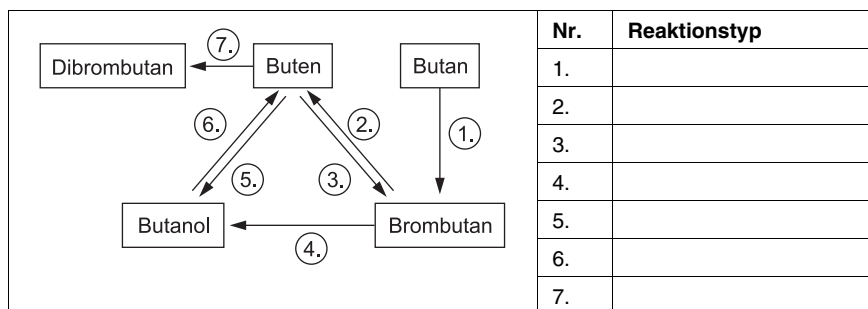 7.
Dibrombutan
Buten
Butan
6.
2.
1.
5.
3.
Butanol
Brombutan
4.
Nr. Reaktionstyp
1.
2.
3.
4.
5.
6.
7.